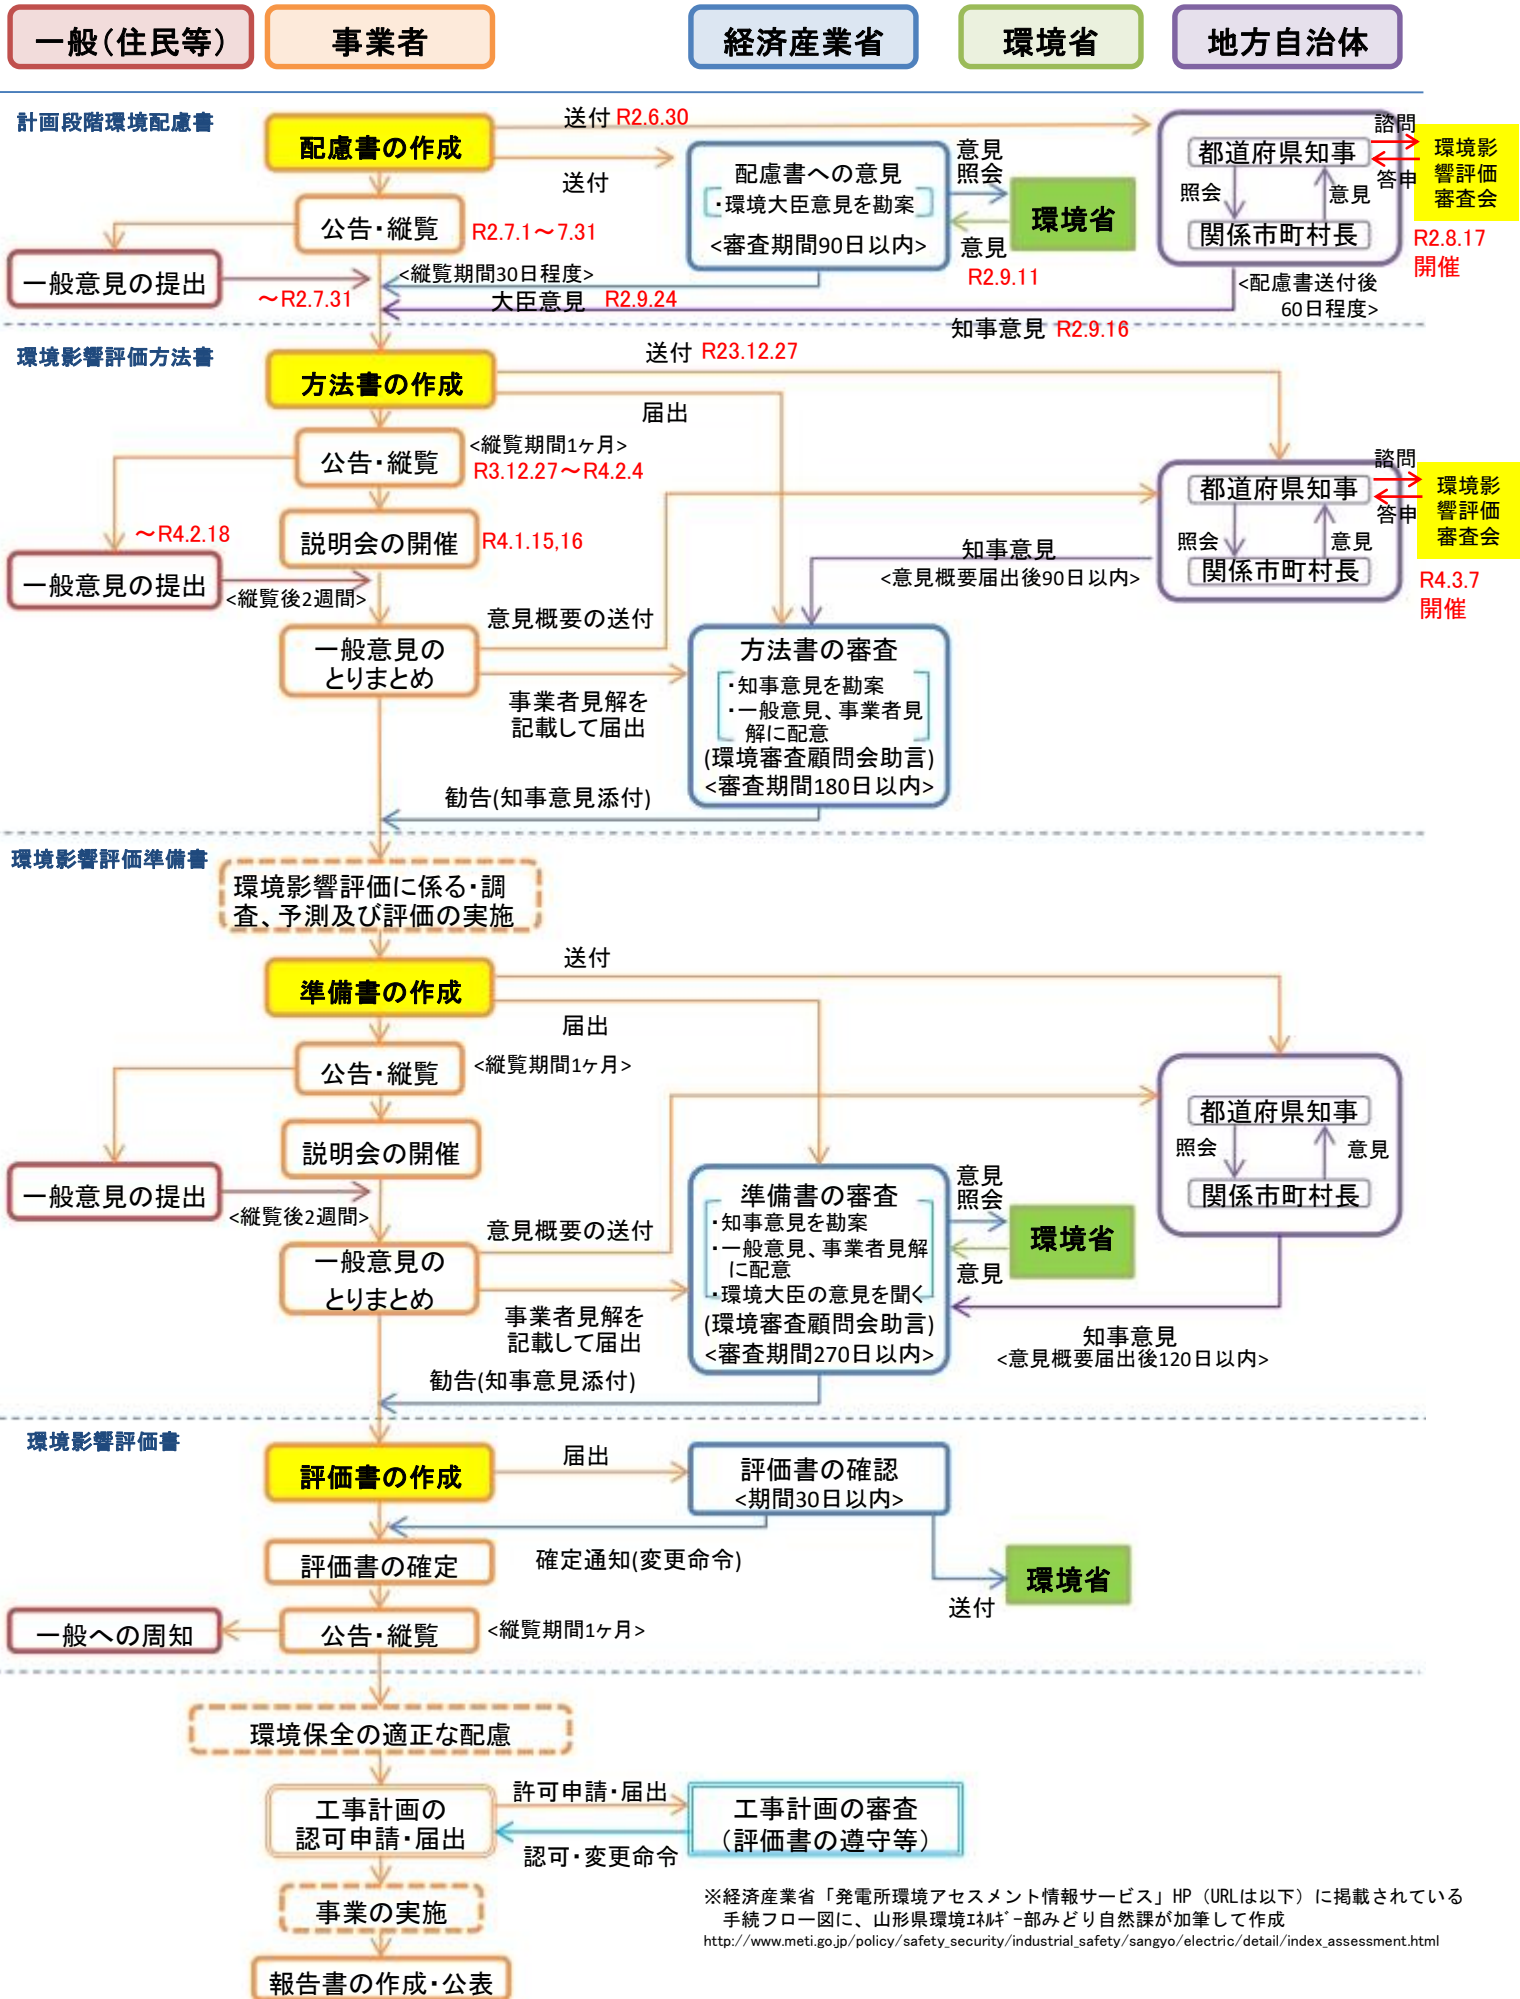 一般(住民等)
事業者
経済産業省
環境省
地方自治体
計画段階環境配慮書
配慮書の作成
送付 R2.6.30
送付
公告・縦覧
R2.7.1～7.31
一般意見の提出
～R2.7.31
<縦覧期間30日程度>
大臣意見 R2.9.24
配慮書への意見
・環境大臣意見を勘案
<審査期間90日以内>
意見
照会
環境省
意見
R2.9.11
都道府県知事
照会
意見
関係市町村長
諮問
答申
環境影
響評価
審査会
R2.8.17
開催
<配慮書送付後
60日程度>
知事意見 R2.9.16
環境影響評価方法書
方法書の作成
送付 R23.12.27
届出
公告・縦覧
<縦覧期間1ヶ月>
R3.12.27～R4.2.4
説明会の開催
R4.1.15,16
～R4.2.18
一般意見の提出
<縦覧後2週間>
一般意見の
とりまとめ
意見概要の送付
事業者見解を
記載して届出
知事意見
<意見概要届出後90日以内>
方法書の審査
・知事意見を勘案
・一般意見、事業者見
解に配意
(環境審査顧問会助言)
<審査期間180日以内>
勧告(知事意見添付)
都道府県知事
照会
意見
関係市町村長
諮問
答申
環境影
響評価
審査会
R4.3.7
開催
環境影響評価準備書
環境影響評価に係る・調
査、予測及び評価の実施
準備書の作成
送付
届出
公告・縦覧
<縦覧期間1ヶ月>
説明会の開催
一般意見の提出
<縦覧後2週間>
一般意見の
とりまとめ
意見概要の送付
事業者見解を
記載して届出
準備書の審査
・知事意見を勘案
・一般意見、事業者見解
に配意
・環境大臣の意見を聞く
(環境審査顧問会助言)
<審査期間270日以内>
意見
照会
環境省
意見
都道府県知事
照会
意見
関係市町村長
知事意見
<意見概要届出後120日以内>
勧告(知事意見添付)
環境影響評価書
評価書の作成
届出
評価書の確認
<期間30日以内>
確定通知(変更命令)
評価書の確定
環境省
送付
一般への周知
公告・縦覧
<縦覧期間1ヶ月>
環境保全の適正な配慮
工事計画の
認可申請・届出
許可申請・届出
認可・変更命令
工事計画の審査
（評価書の遵守等）
事業の実施
報告書の作成・公表
※経済産業省「発電所環境アセスメント情報サービス」HP（URLは以下）に掲載されている
手続フロー図に、山形県環境ｴﾈﾙｷﾞｰ部みどり自然課が加筆して作成
http://www.meti.go.jp/policy/safety_security/industrial_safety/sangyo/electric/detail/index_assessment.html